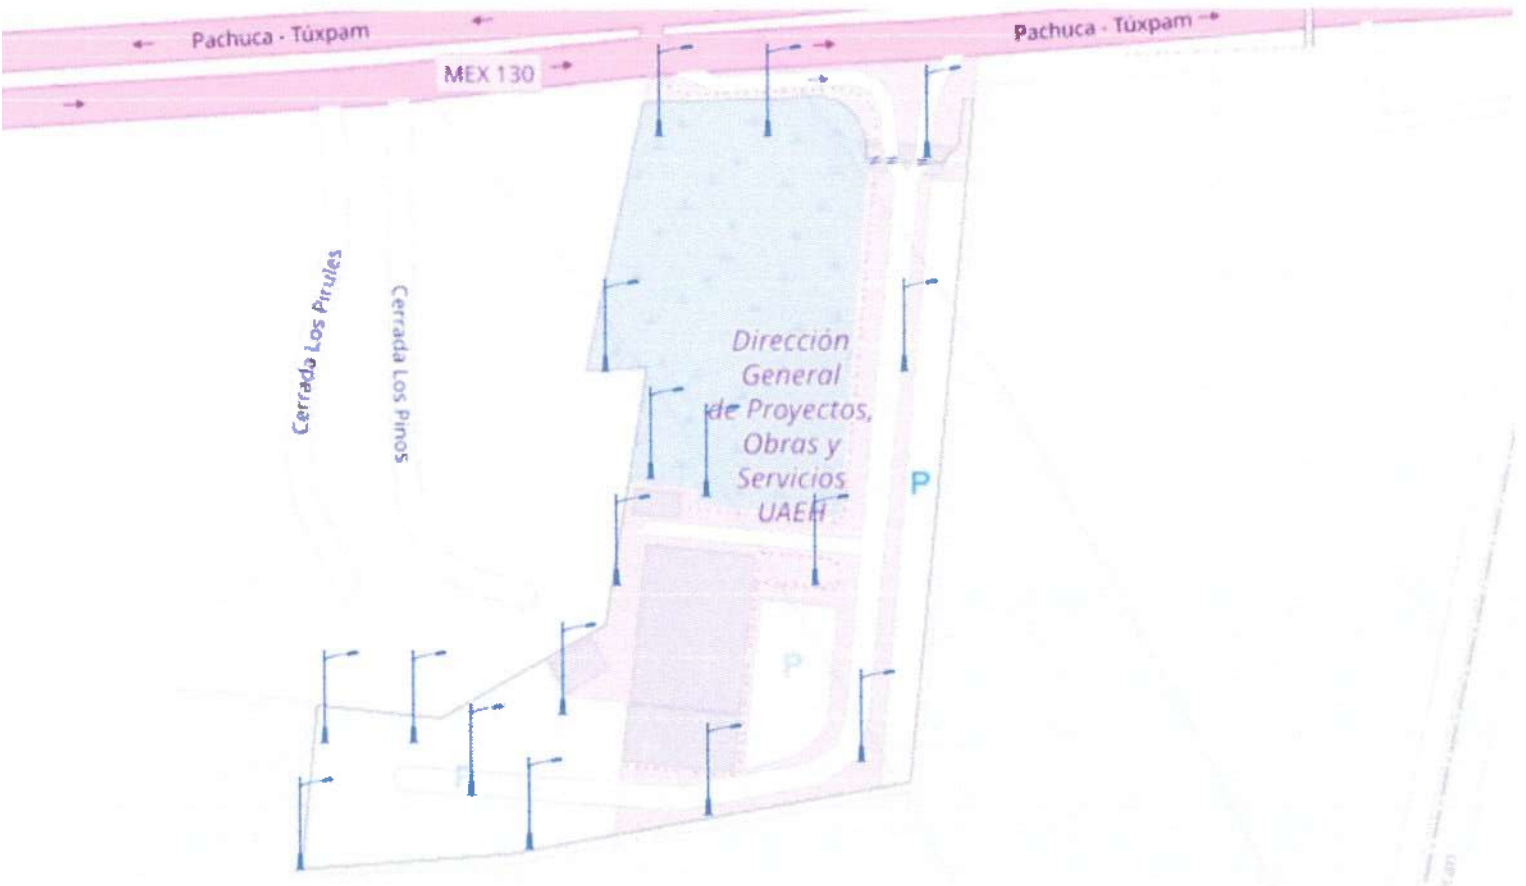 Pachuca - Túxpam
Pachuca - Túxpam
MEX 130
Cerrada Los Pirules
Cerrada Los Pinos
Dirección
General
de Proyectos,
Obras y
Servicios
UAEH
P
P